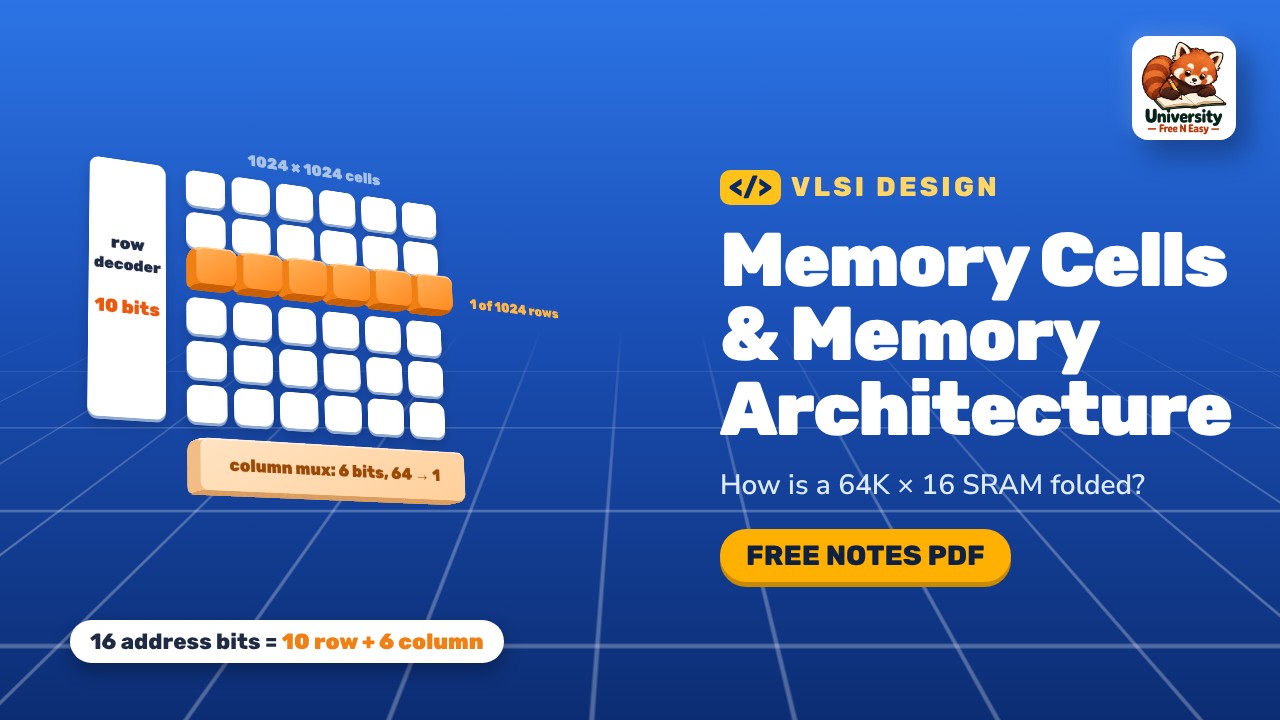 University
Free N Easy
</> VLSI DESIGN
Memory Cells
& Memory
Architecture
How is a 64K × 16 SRAM folded?
FREE NOTES PDF
1024 × 1024 cells
row
decoder
10 bits
1 of 1024 rows
column mux: 6 bits, 64 → 1
16 address bits = 10 row + 6 column